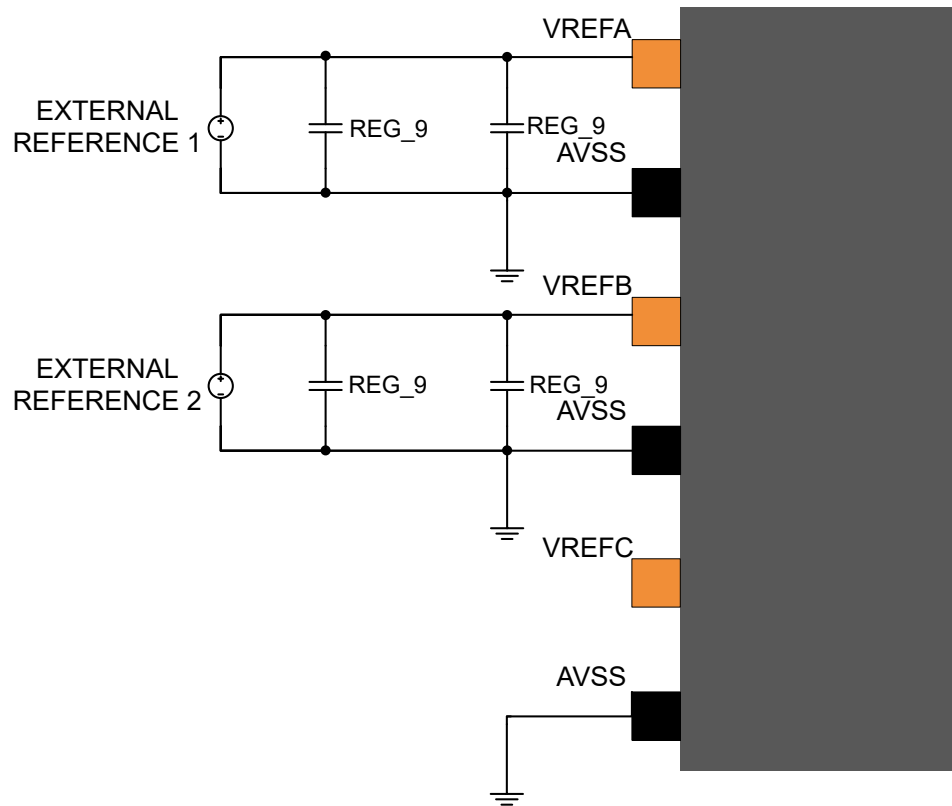 VREFA
EXTERNAL
REFERENCE 1
+
-
REG_9
REG_9
AVSS
VREFB
EXTERNAL
REFERENCE 2
+
-
REG_9
REG_9
AVSS
VREFC
AVSS